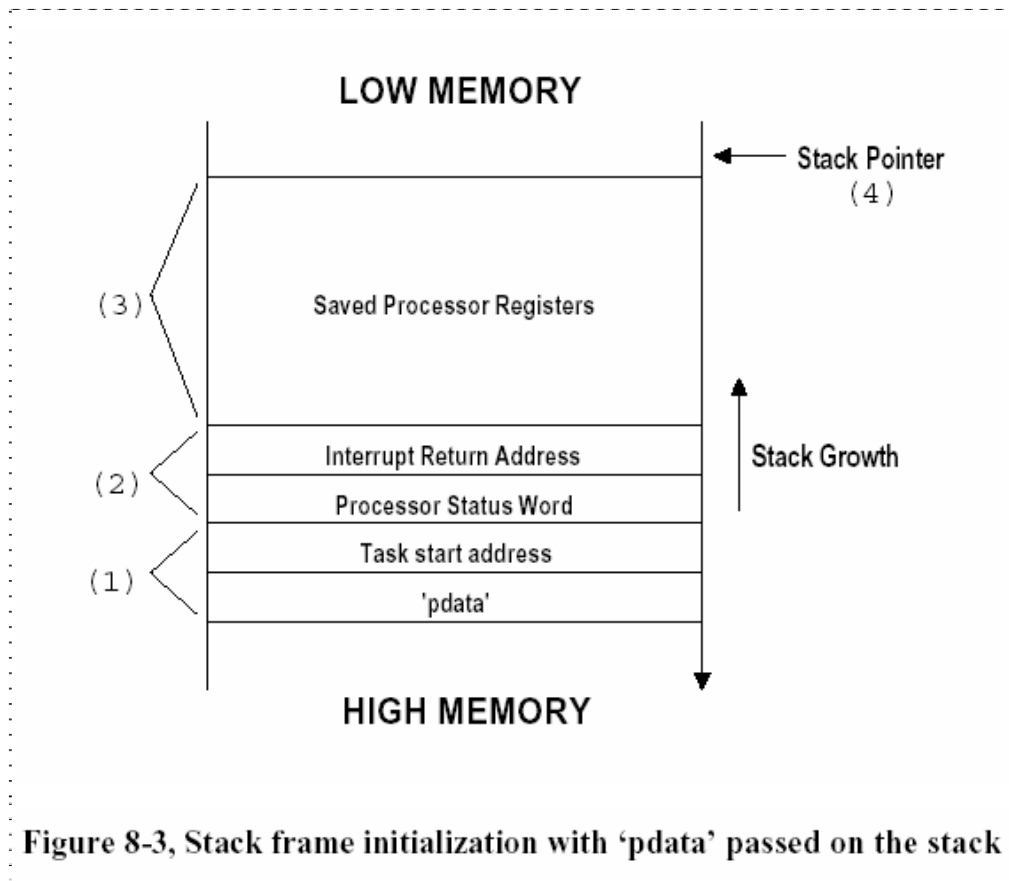 LOW MEMORY
Stack Pointer
(4)
(3)
Saved Processor Registers
Interrupt Return Address
Stack Growth
(2)
Processor Status Word
Task start address
(1)
'pdata'
HIGH MEMORY
Figure 8-3, Stack frame initialization with ‘pdata’ passed on the stack